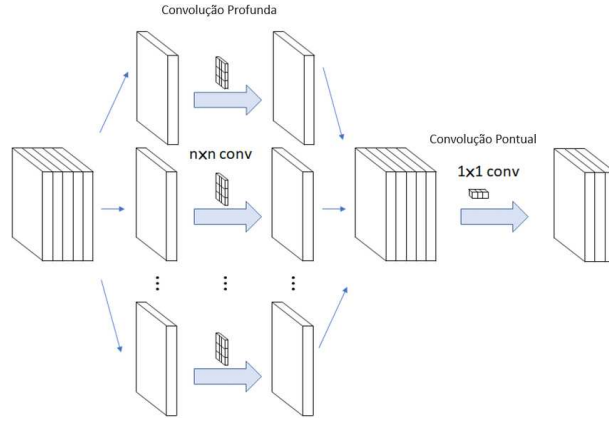 Convolução Profunda
nxn conv
Convolução Pontual
1x1 conv